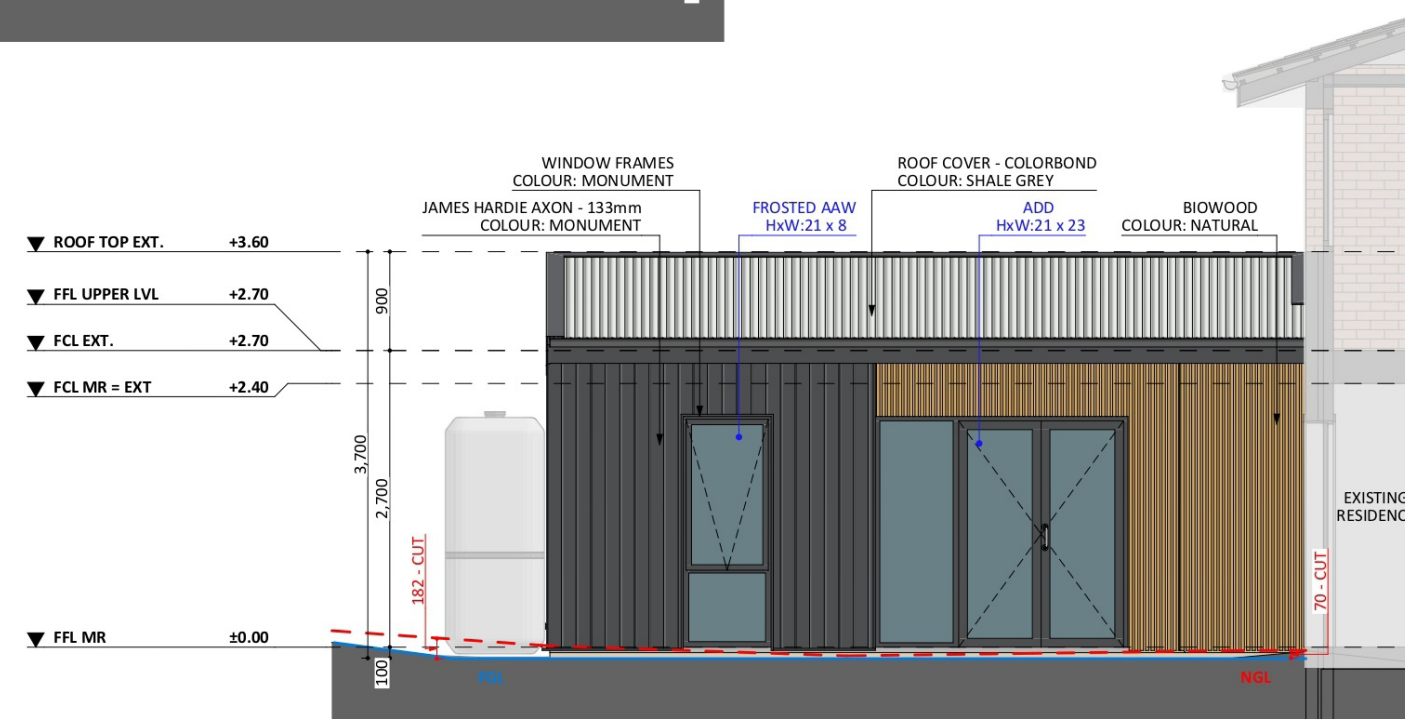 WINDOW FRAMES
COLOUR: MONUMENT
ROOF COVER - COLORBOND
COLOUR: SHALE GREY
JAMES HARDIE AXON - 133mm
COLOUR: MONUMENT
FROSTED AAW
HxW:21 x 8
ADD
HxW:21 x 23
BIOWOOD
COLOUR: NATURAL
ROOF TOP EXT. +3.60
FFL UPPER LVL +2.70
FCL EXT. +2.70
FCL MR = EXT +2.40
FFL MR ±0.00
900
3,700
2,700
100
182 - CUT
70 - CUT
EXISTING
RESIDENC
FGL
NGL